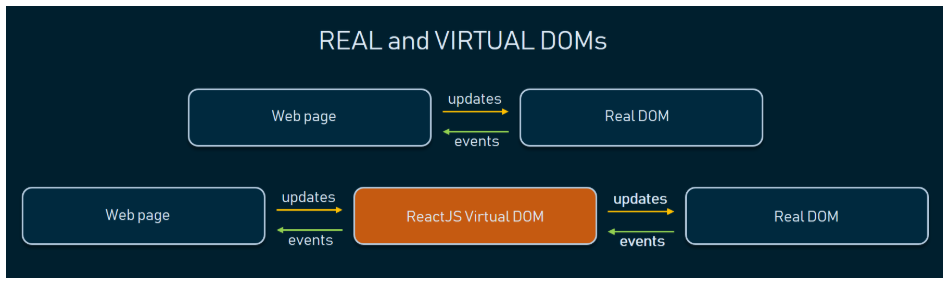 REAL and VIRTUAL DOMs
updates
Web page
Real DOM
events
updates
updates
Web page
ReactJS Virtual DOM
Real DOM
events
events